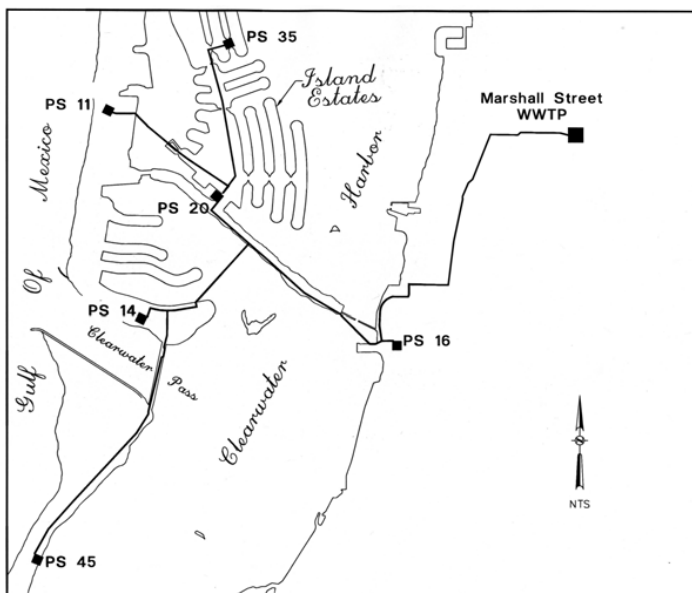 PS 35
Island
Estates
PS 11
Marshall Street
WWTP
Mexico
Harbor
PS 20
Of
PS 14
Clearwater
Pass
PS 16
Gulf
Clearwater
NTS
PS 45